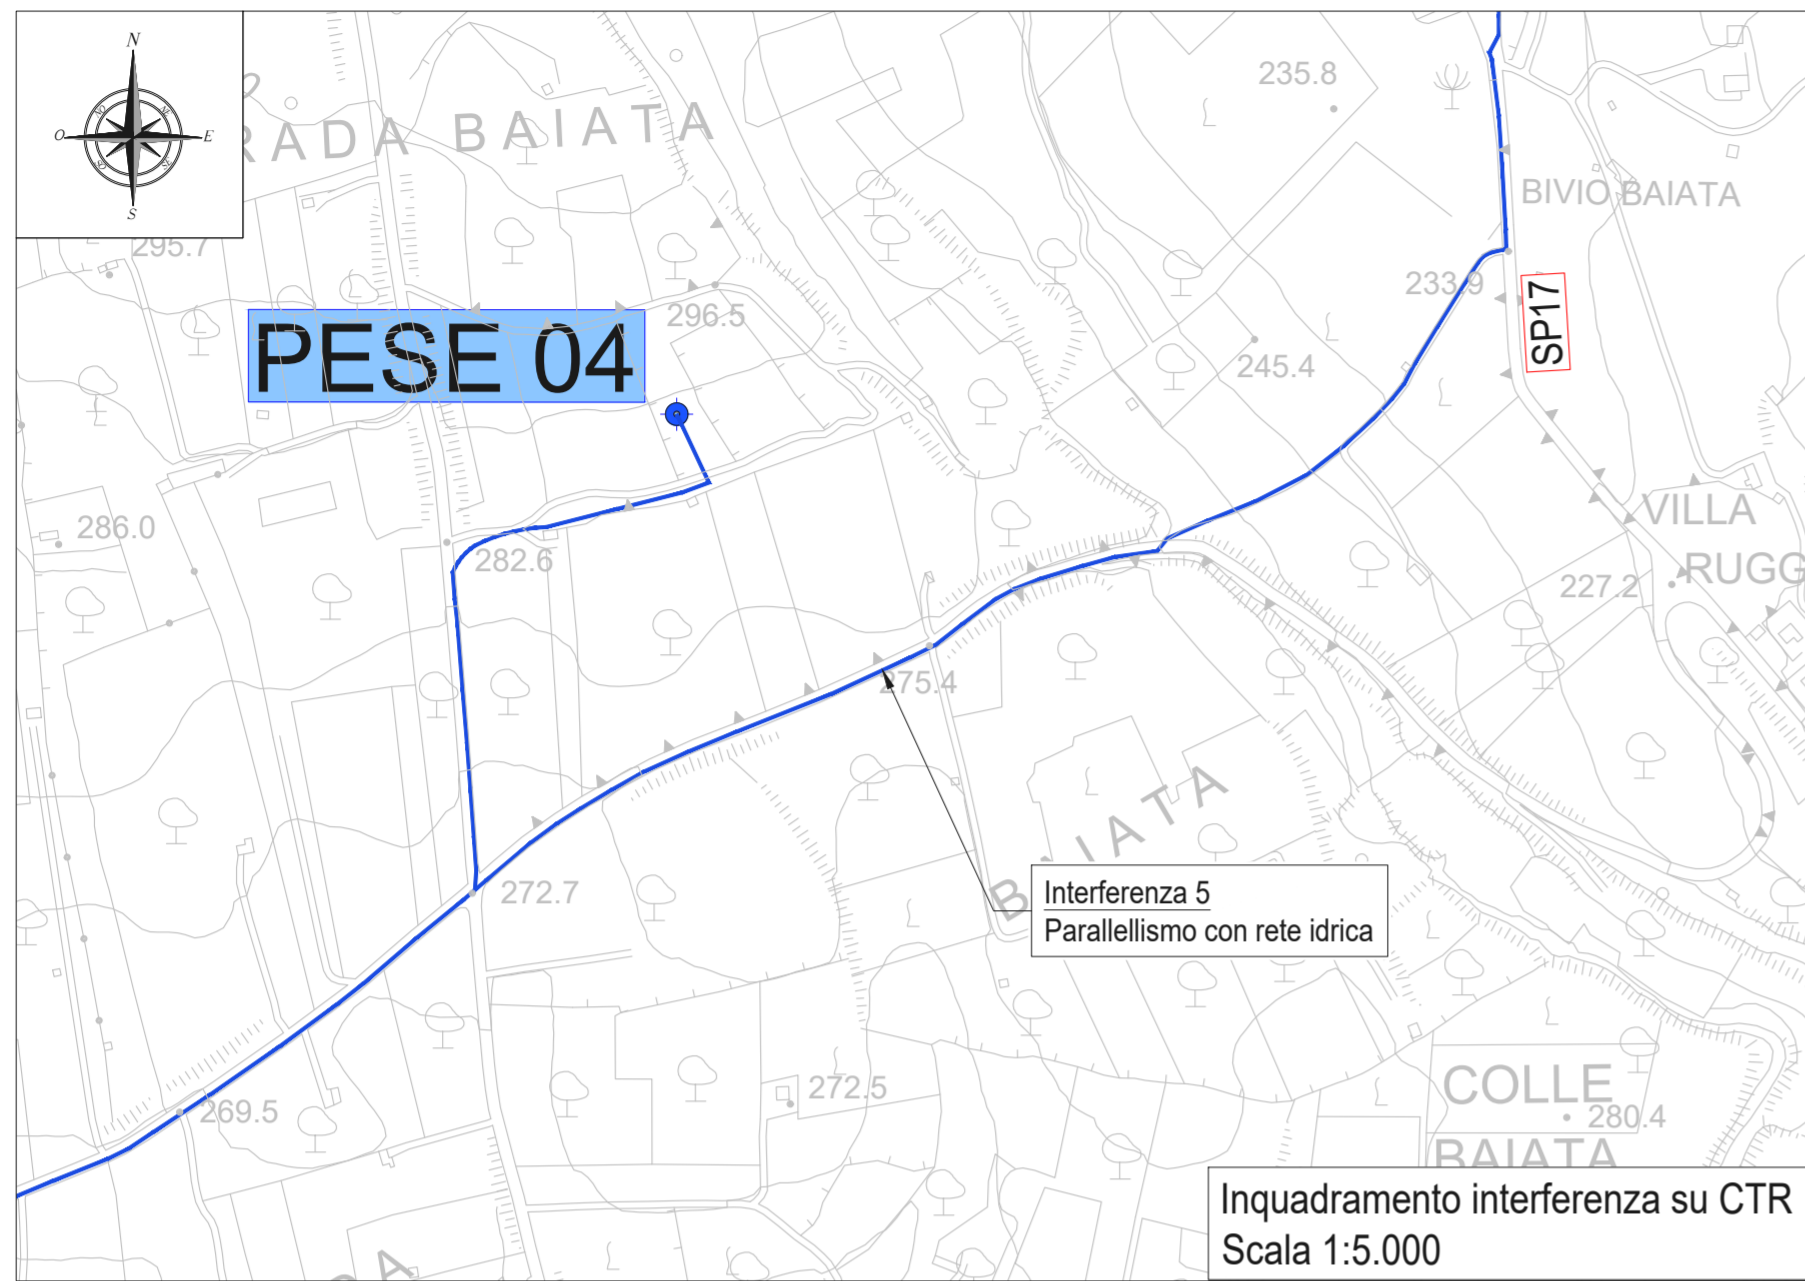 N
O
E
S
RADA BAIATA
235.8
BIVIO BAIATA
295.7
233.9
SP17
296.5
PESE 04
245.4
286.0
282.6
VILLA
RUGG
227.2
275.4
BAIATA
272.7
Interferenza 5
Parallellismo con rete idrica
272.5
269.5
COLLE
280.4
BAIATA
Inquadramento interferenza su CTR
Scala 1:5.000